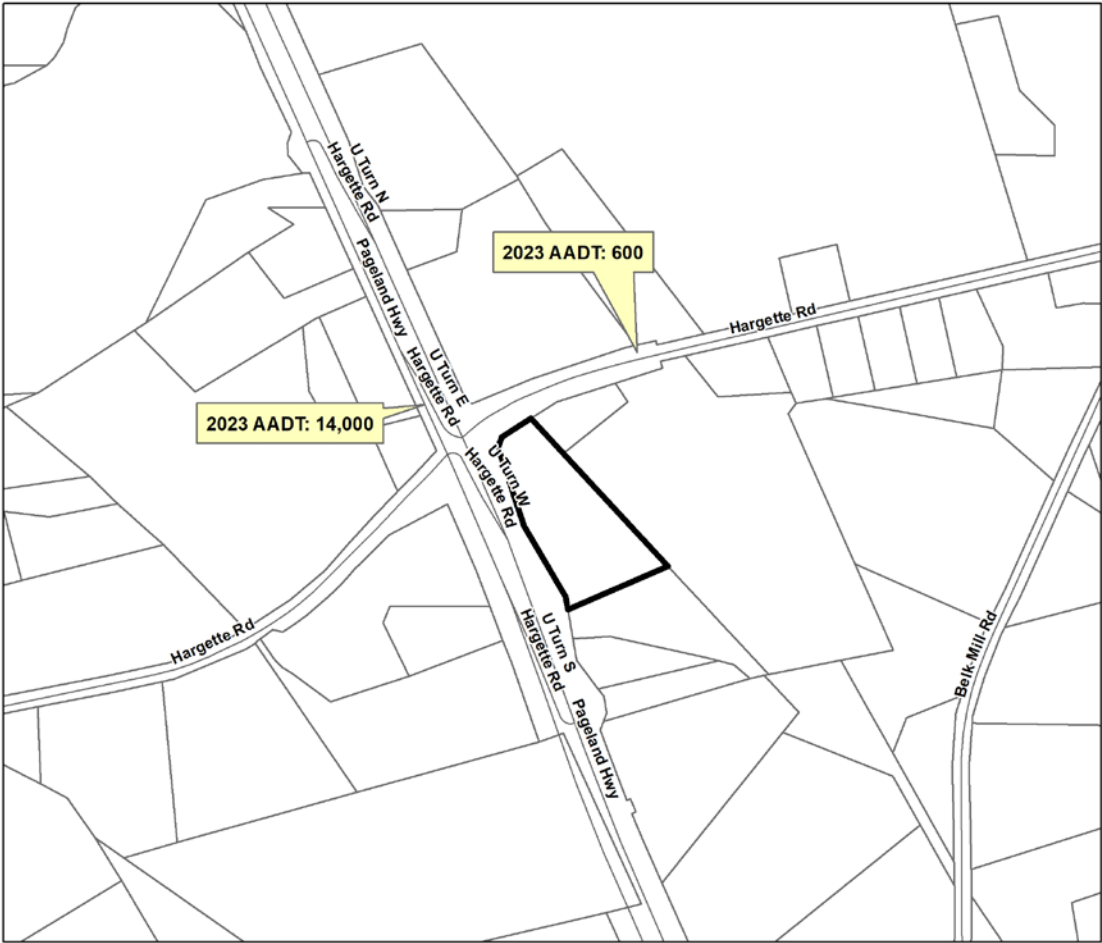 U Turn N
Hargette Rd
2023 AADT: 600
Pageland Hwy
Hargette Rd
U Turn E
Hargette Rd
2023 AADT: 14,000
U Turn W
Hargette Rd
Hargette Rd
U Turn S
Hargette Rd
Belk Mill Rd
Pageland Hwy